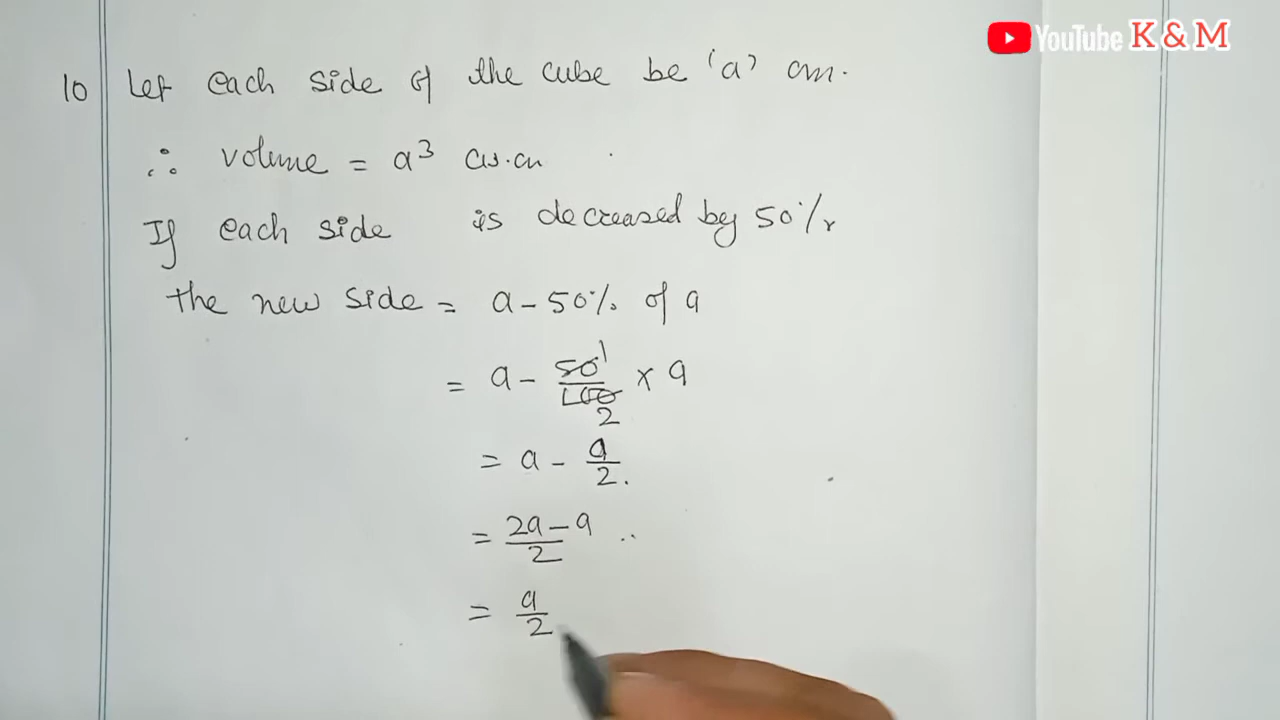 YouTube K & M
10 Let each side of the cube be 'a' cm.
∴ volume = a³ cu.cm
If each side is decreased by 50%
the new side = a - 50% of a
= a - 50/100 × a
1
2
= a - a/2.
= 2a - a/2
= a/2